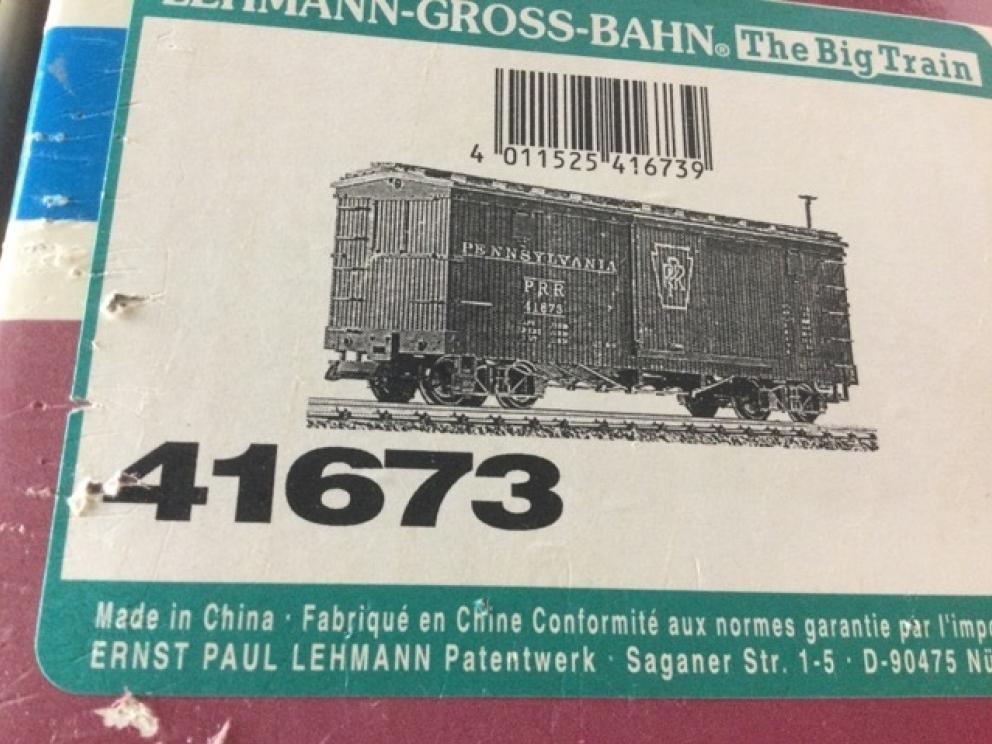 LEHMANN-GROSS-BAHN® The Big Train
4 011525 416739
PENNSYLVANIA
PRR
41673
PRR
41673
Made in China · Fabriqué en Chine Conformité aux normes garantie par l'impo
ERNST PAUL LEHMANN Patentwerk · Saganer Str. 1-5 · D-90475 Nü